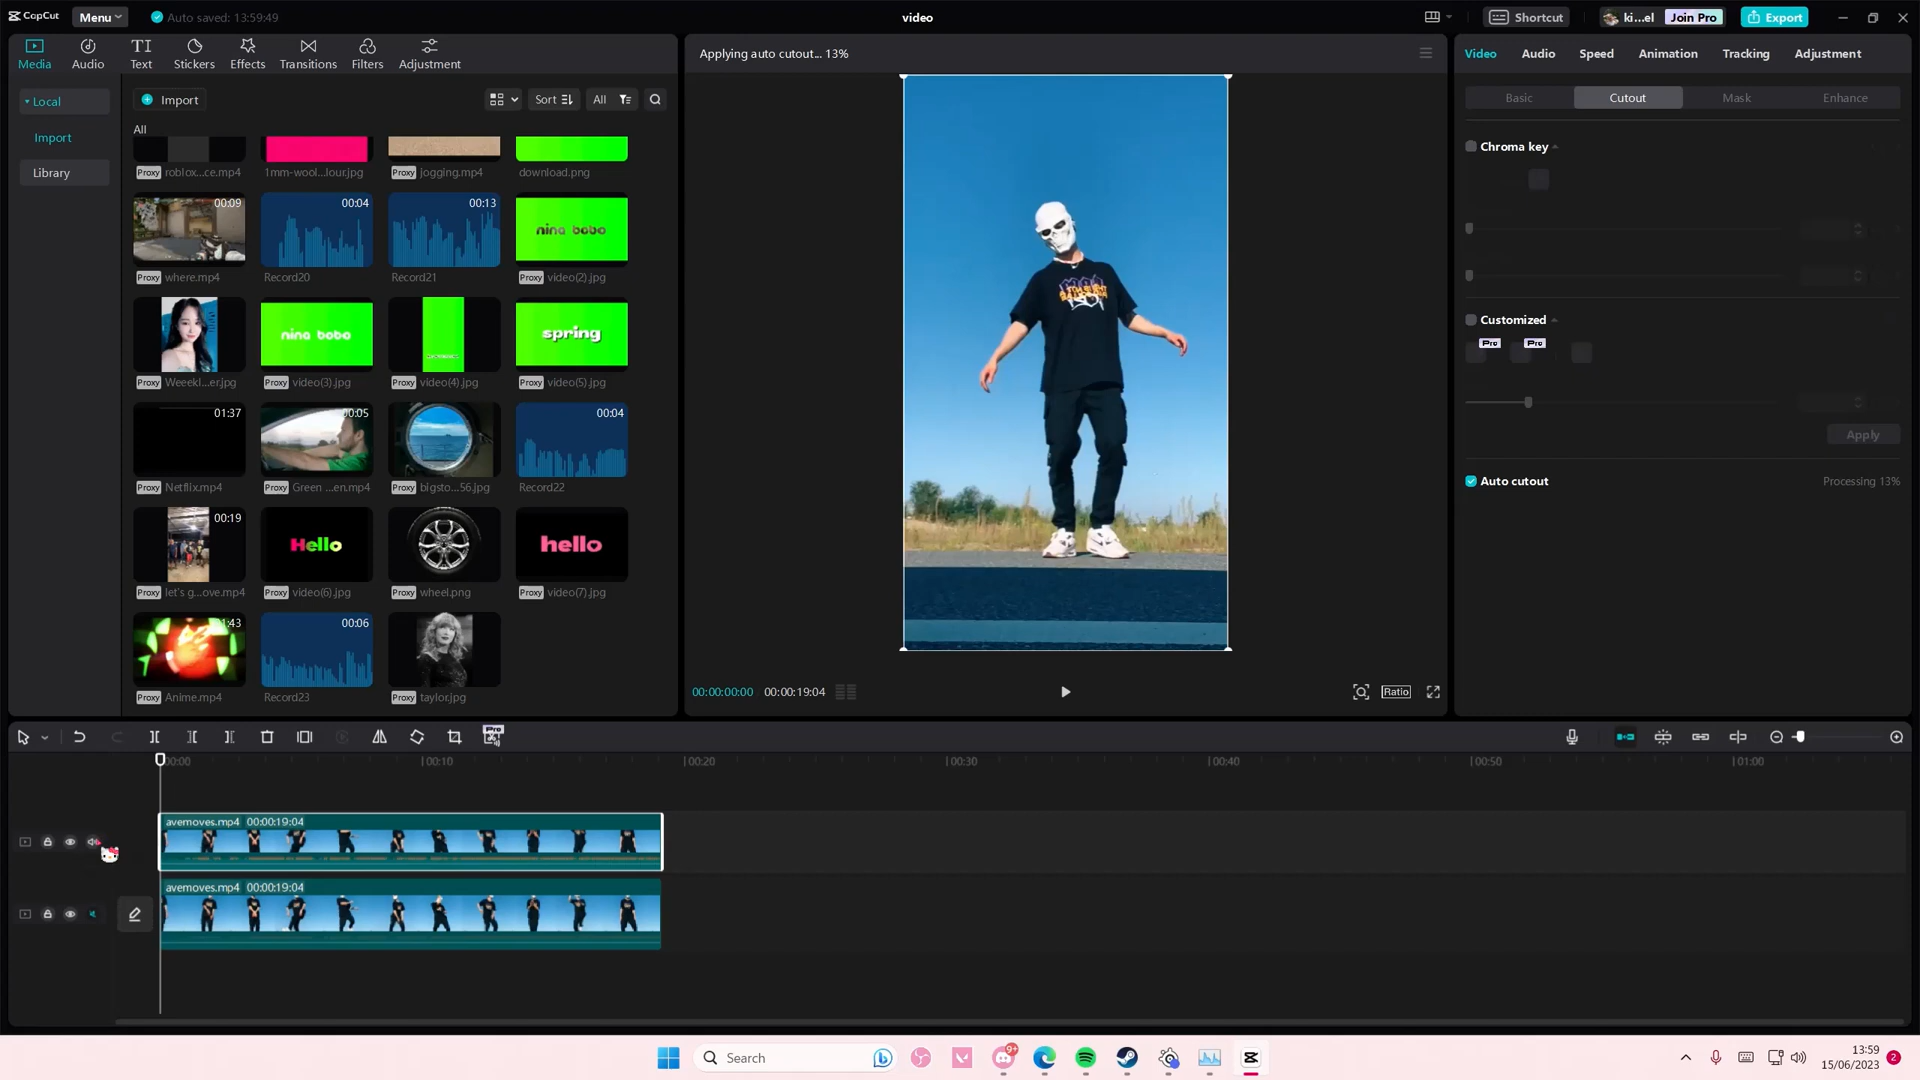 CapCut
Menu
Auto saved: 13:59:49
video
Shortcut
ki...el
Join Pro
Export
Media
Audio
Text
Stickers
Effects
Transitions
Filters
Adjustment
Local
Import
Library
Import
Sort
All
All
Proxy roblox...ce.mp4
1mm-wool...lour.jpg
Proxy jogging.mp4
download.png
00:09
00:04
00:13
nina bobo
Proxy where.mp4
Record20
Record21
Proxy video(2).jpg
nina bobo
spring
Proxy Weeekl...er.jpg
Proxy video(3).jpg
Proxy video(4).jpg
Proxy video(5).jpg
01:37
00:05
00:04
Proxy Netflix.mp4
Proxy Green ...en.mp4
Proxy bigsto...56.jpg
Record22
00:19
Hello
hello
Proxy let's g...ove.mp4
Proxy video(6).jpg
Proxy wheel.png
Proxy video(7).jpg
1:43
00:06
Proxy Anime.mp4
Record23
Proxy taylor.jpg
Applying auto cutout... 13%
00:00:00:00
00:00:19:04
Ratio
Video
Audio
Speed
Animation
Tracking
Adjustment
Basic
Cutout
Mask
Enhance
Chroma key
Customized
Pro
Pro
Apply
Auto cutout
Processing 13%
Pro
00:00
00:10
00:20
00:30
00:40
00:50
01:00
avemoves.mp4 00:00:19:04
avemoves.mp4 00:00:19:04
Search
9+
13:59
15/06/2023
2